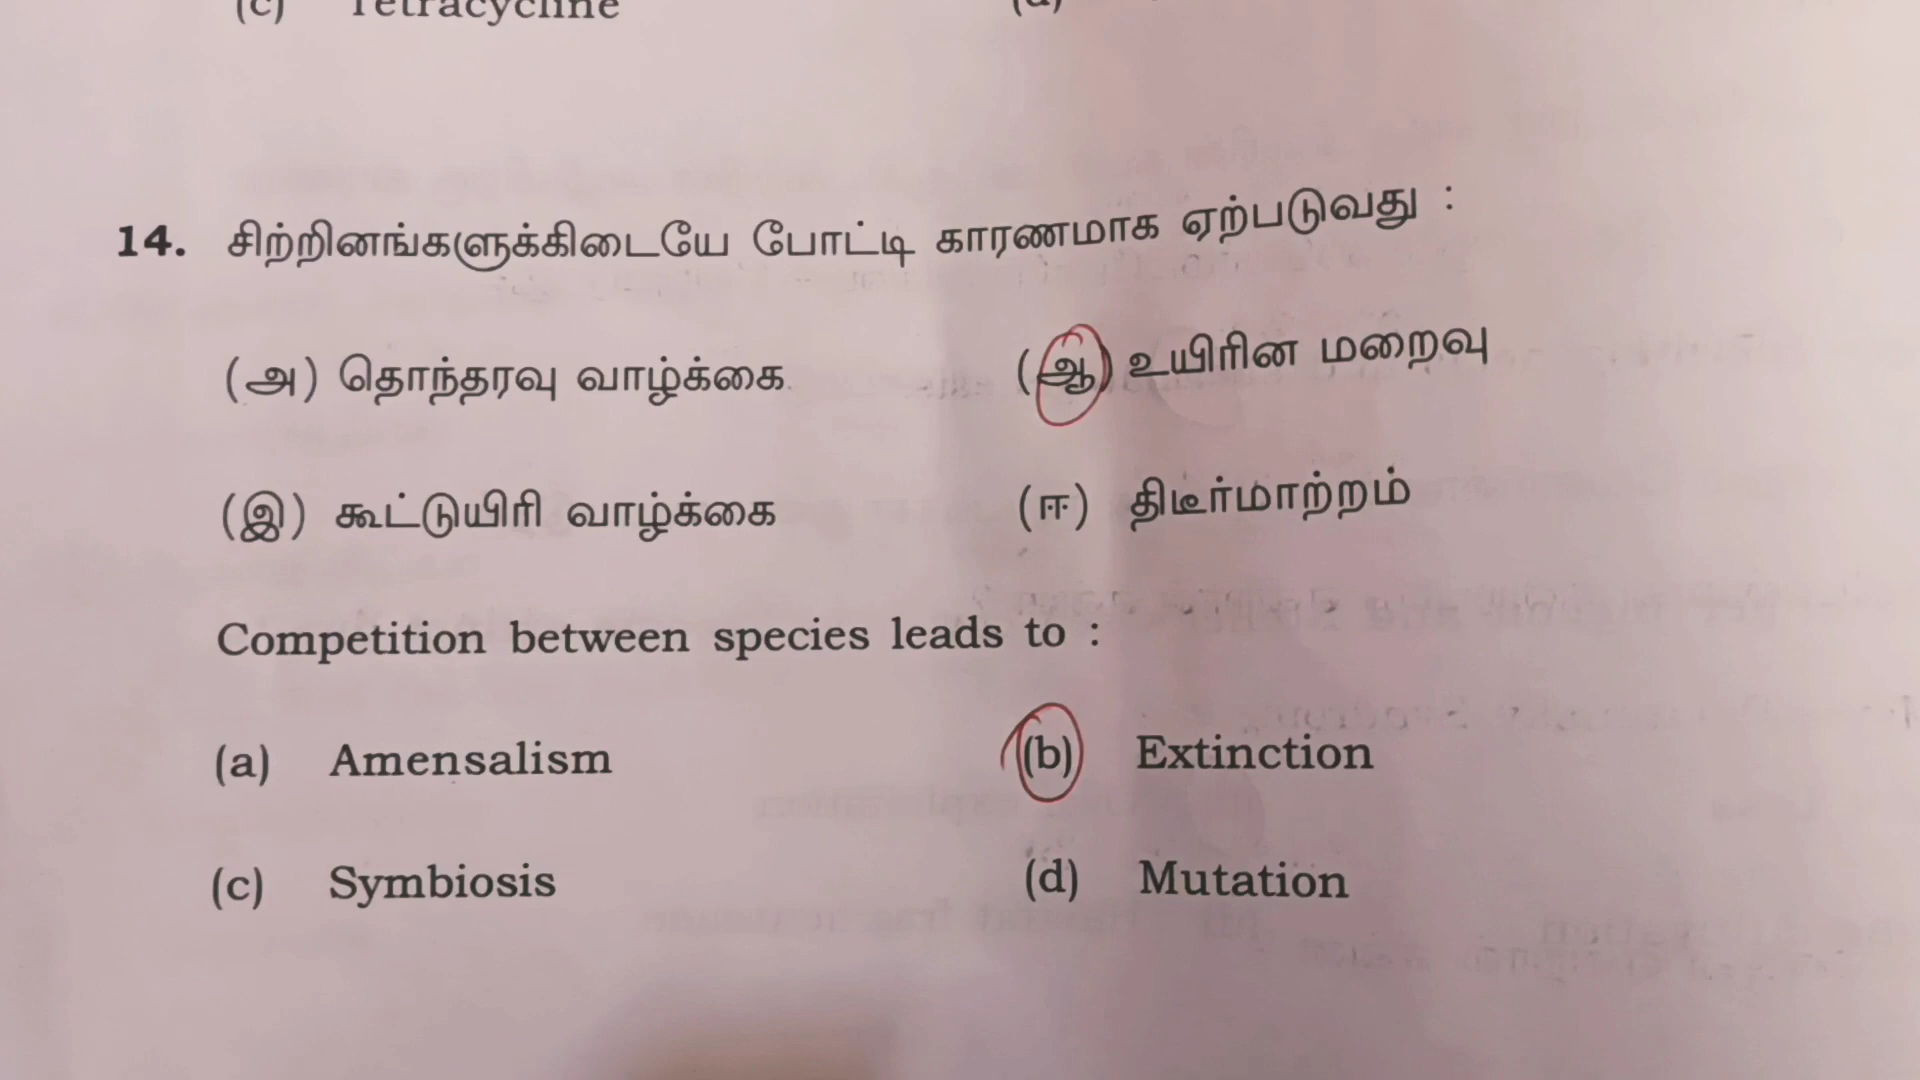 (c) Tetracycline (d)
14. சிற்றினங்களுக்கிடையே போட்டி காரணமாக ஏற்படுவது :
(அ) தொந்தரவு வாழ்க்கை (ஆ) உயிரின மறைவு
(இ) கூட்டுயிரி வாழ்க்கை (ஈ) திடீர்மாற்றம்
Competition between species leads to :
(a) Amensalism (b) Extinction
(c) Symbiosis (d) Mutation